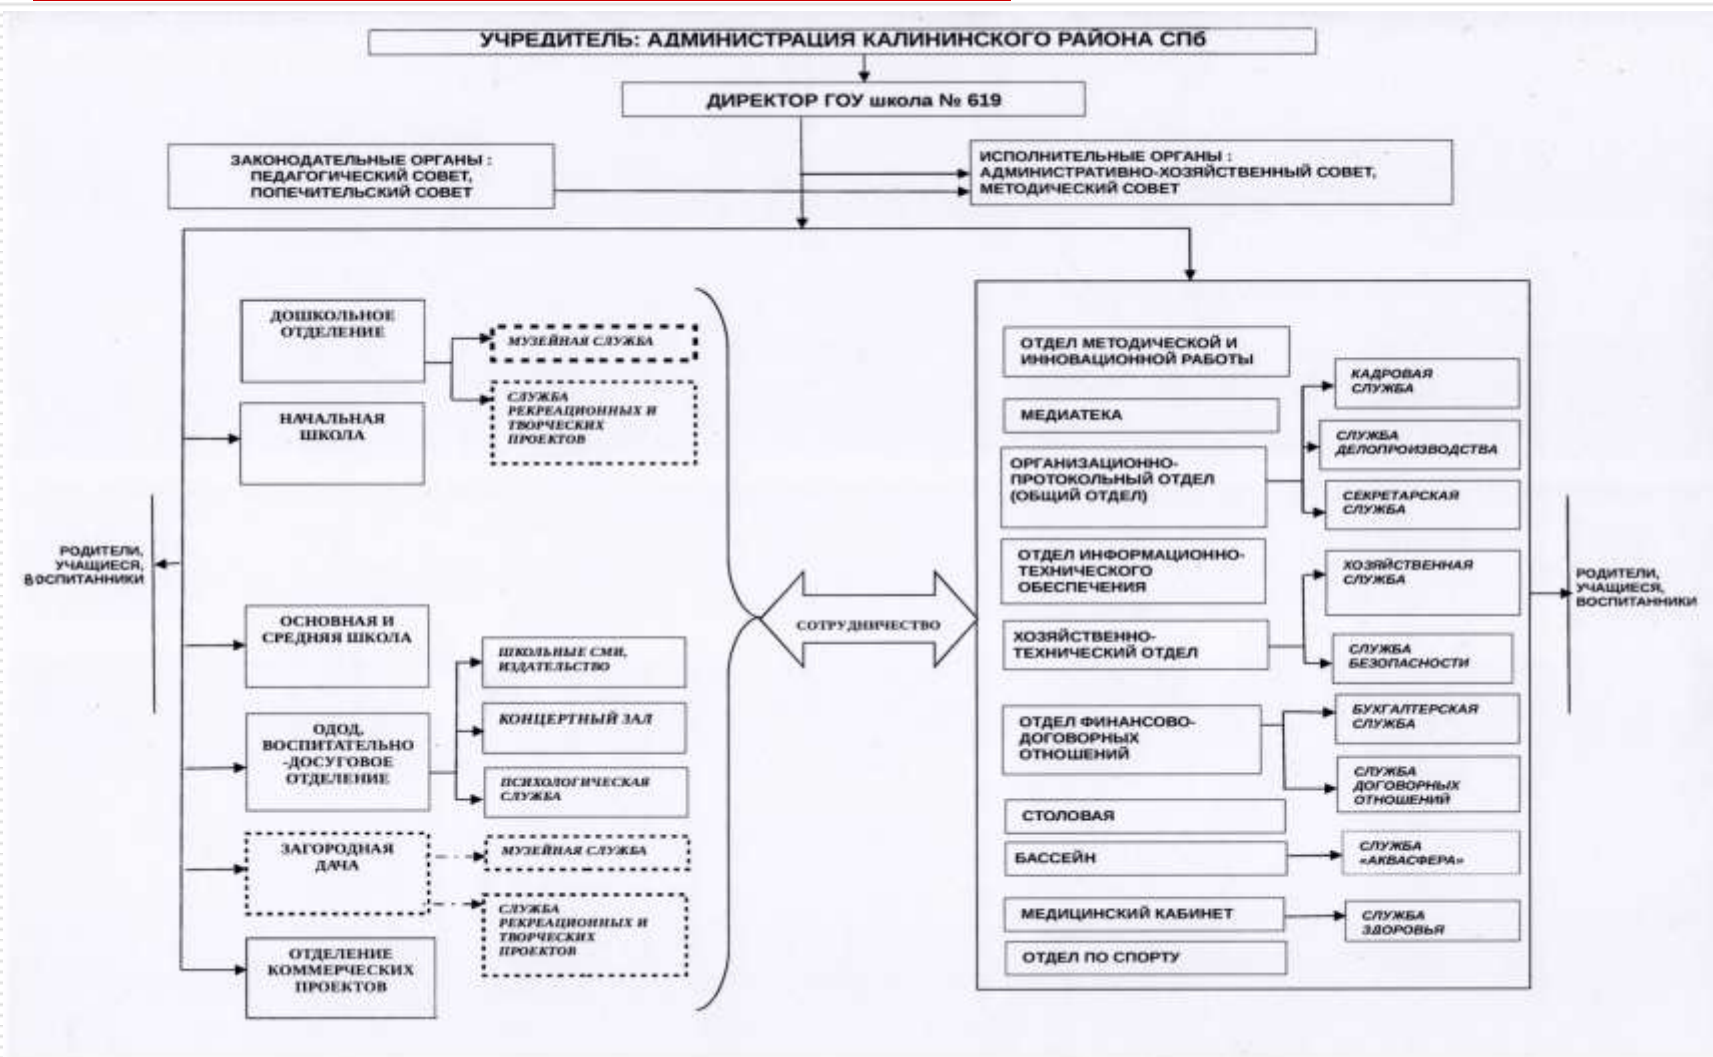 УЧРЕДИТЕЛЬ: АДМИНИСТРАЦИЯ КАЛИНИНСКОГО РАЙОНА СПб
ДИРЕКТОР ГОУ школа № 619
ЗАКОНОДАТЕЛЬНЫЕ ОРГАНЫ :
ПЕДАГОГИЧЕСКИЙ СОВЕТ,
ПОПЕЧИТЕЛЬСКИЙ СОВЕТ
ИСПОЛНИТЕЛЬНЫЕ ОРГАНЫ :
АДМИНИСТРАТИВНО-ХОЗЯЙСТВЕННЫЙ СОВЕТ,
МЕТОДИЧЕСКИЙ СОВЕТ
РОДИТЕЛИ,
УЧАЩИЕСЯ,
ВОСПИТАННИКИ
ДОШКОЛЬНОЕ
ОТДЕЛЕНИЕ
МУЗЕЙНАЯ СЛУЖБА
СЛУЖБА
РЕКРЕАЦИОННЫХ И
ТВОРЧЕСКИХ
ПРОЕКТОВ
НАЧАЛЬНАЯ
ШКОЛА
ОСНОВНАЯ И
СРЕДНЯЯ ШКОЛА
ОДОД,
ВОСПИТАТЕЛЬНО
-ДОСУГОВОЕ
ОТДЕЛЕНИЕ
ШКОЛЬНЫЕ СМИ,
ИЗДАТЕЛЬСТВО
КОНЦЕРТНЫЙ ЗАЛ
ПСИХОЛОГИЧЕСКАЯ
СЛУЖБА
ЗАГОРОДНАЯ
ДАЧА
МУЗЕЙНАЯ СЛУЖБА
СЛУЖБА
РЕКРЕАЦИОННЫХ И
ТВОРЧЕСКИХ
ПРОЕКТОВ
ОТДЕЛЕНИЕ
КОММЕРЧЕСКИХ
ПРОЕКТОВ
СОТРУДНИЧЕСТВО
ОТДЕЛ МЕТОДИЧЕСКОЙ И
ИННОВАЦИОННОЙ РАБОТЫ
МЕДИАТЕКА
ОРГАНИЗАЦИОННО-
ПРОТОКОЛЬНЫЙ ОТДЕЛ
(ОБЩИЙ ОТДЕЛ)
КАДРОВАЯ
СЛУЖБА
СЛУЖБА
ДЕЛОПРОИЗВОДСТВА
СЕКРЕТАРСКАЯ
СЛУЖБА
ОТДЕЛ ИНФОРМАЦИОННО-
ТЕХНИЧЕСКОГО
ОБЕСПЕЧЕНИЯ
ХОЗЯЙСТВЕННО-
ТЕХНИЧЕСКИЙ ОТДЕЛ
ХОЗЯЙСТВЕННАЯ
СЛУЖБА
СЛУЖБА
БЕЗОПАСНОСТИ
ОТДЕЛ ФИНАНСОВО-
ДОГОВОРНЫХ
ОТНОШЕНИЙ
БУХГАЛТЕРСКАЯ
СЛУЖБА
СЛУЖБА
ДОГОВОРНЫХ
ОТНОШЕНИЙ
СТОЛОВАЯ
БАССЕЙН
СЛУЖБА
«АКВАСФЕРА»
МЕДИЦИНСКИЙ КАБИНЕТ
СЛУЖБА
ЗДОРОВЬЯ
ОТДЕЛ ПО СПОРТУ
РОДИТЕЛИ,
УЧАЩИЕСЯ,
ВОСПИТАННИКИ